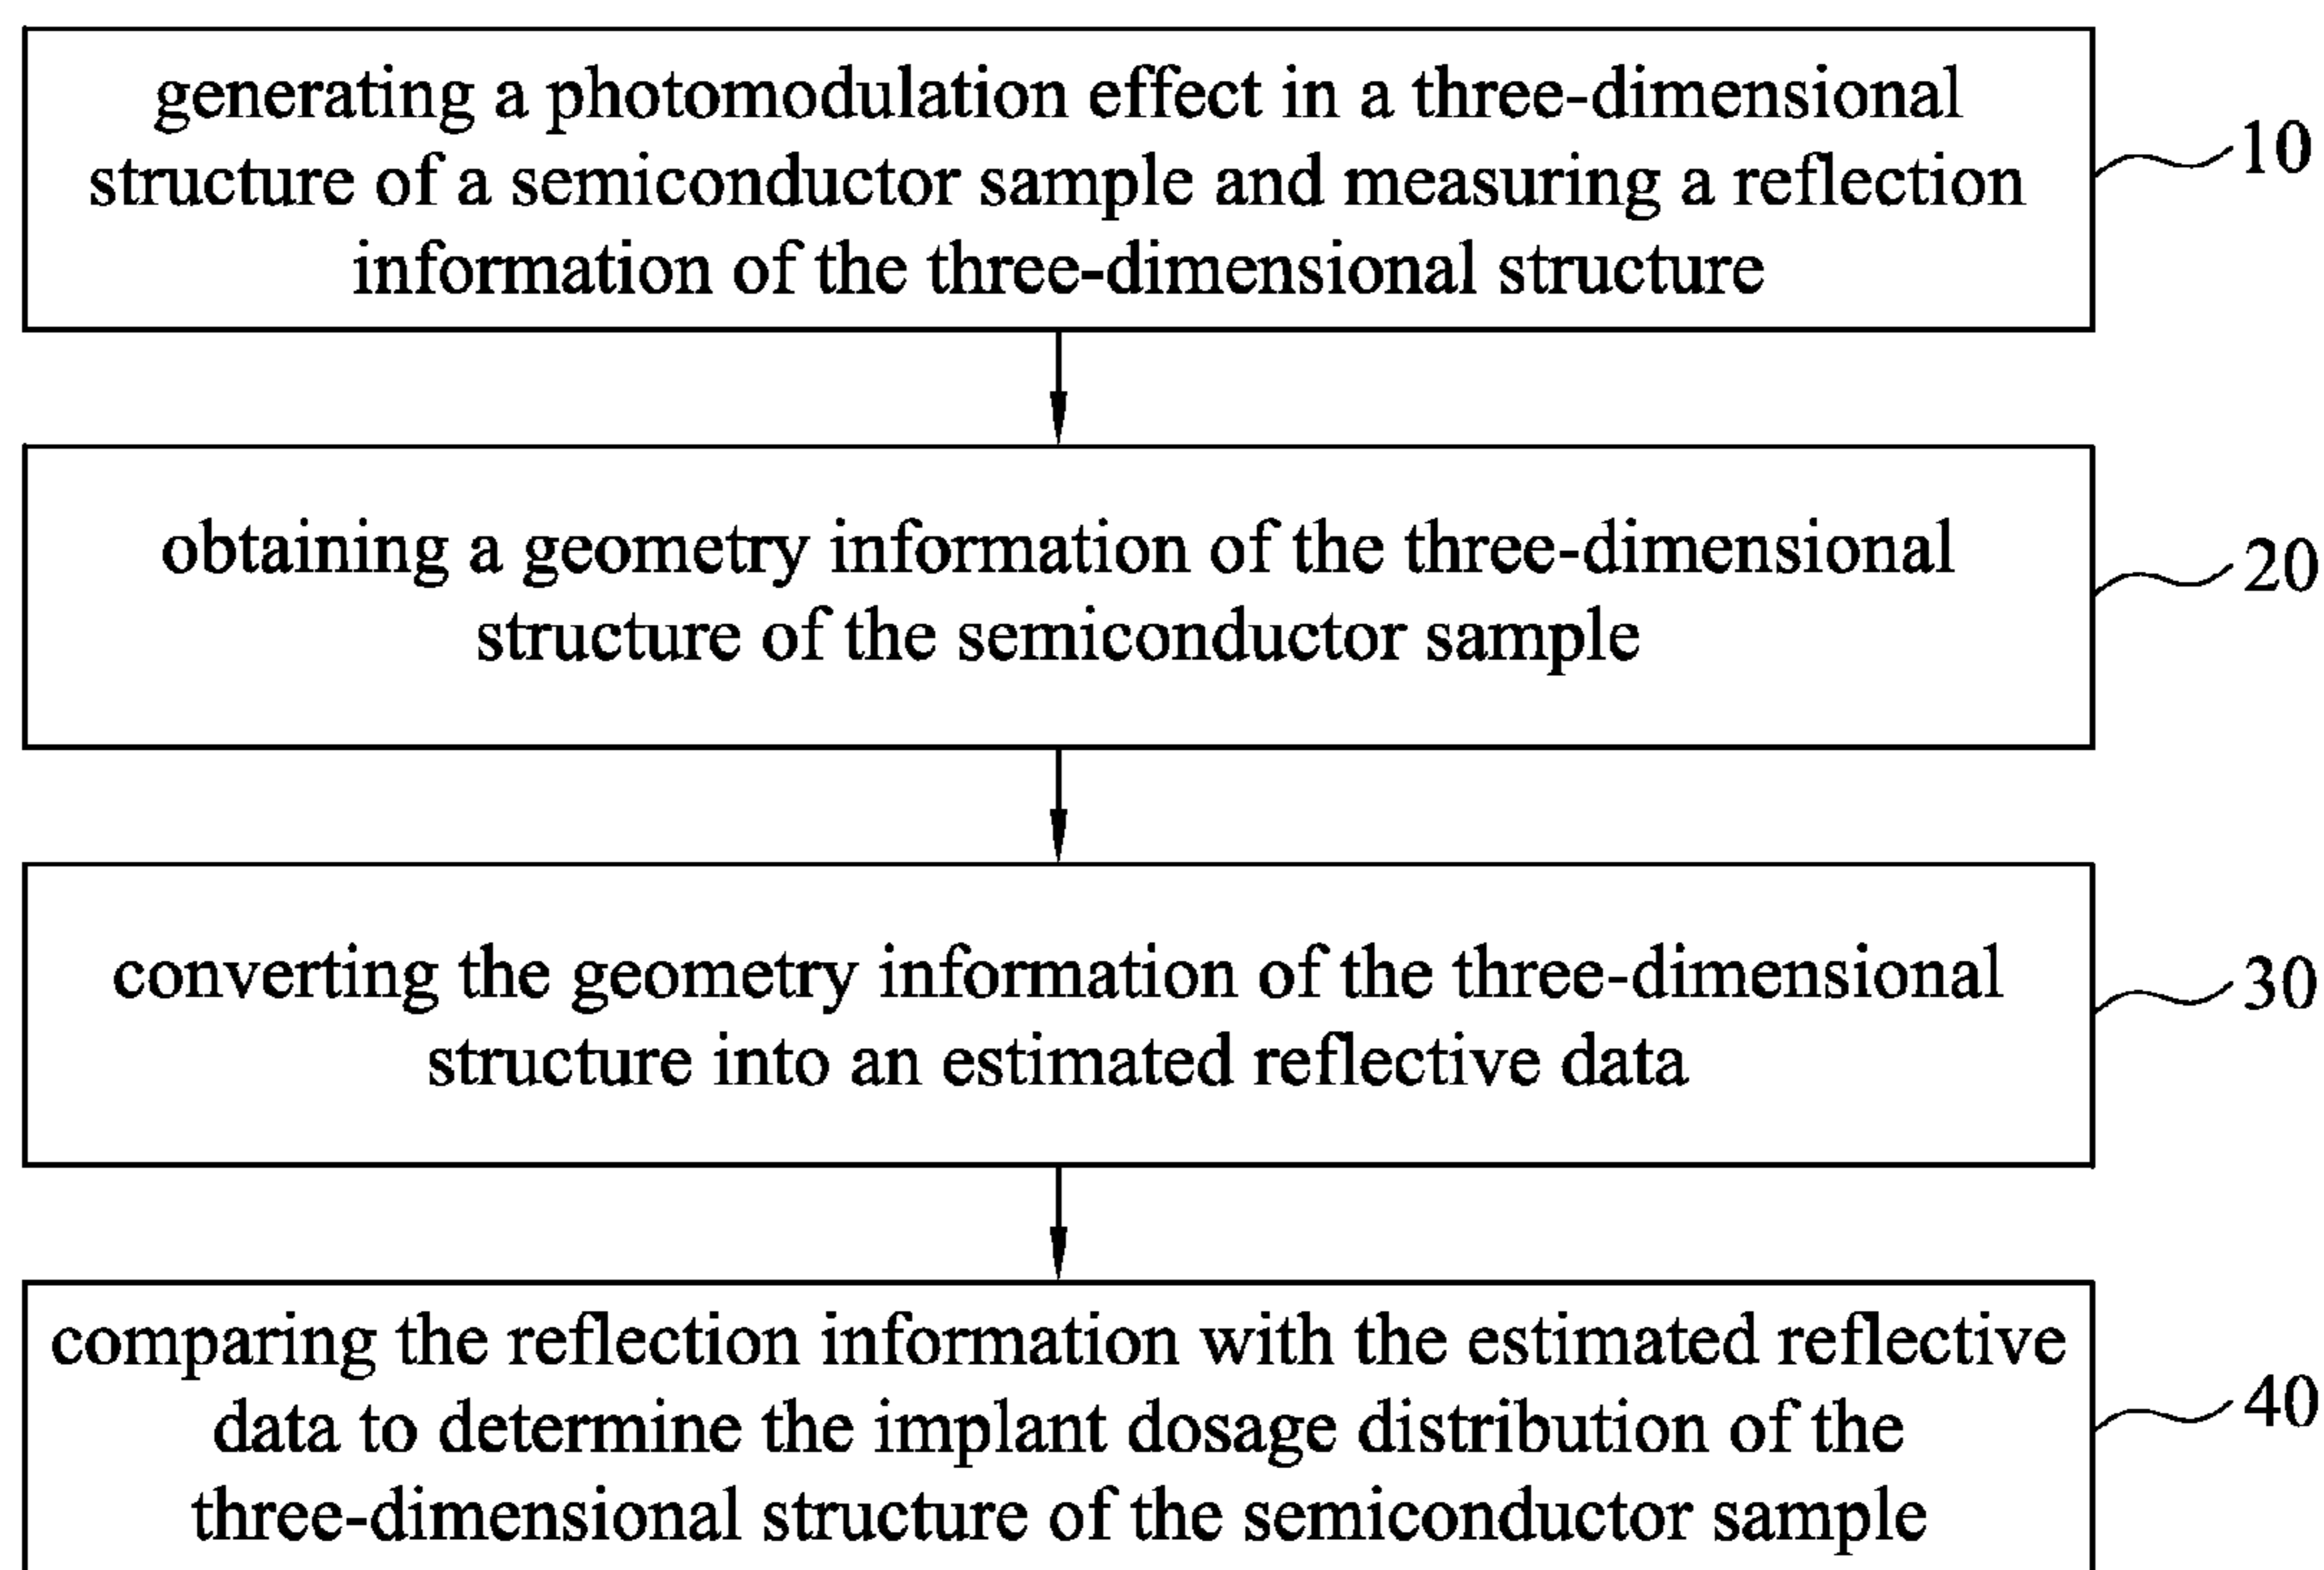 generating a photomodulation effect in a three-dimensional
structure of a semiconductor sample and measuring a reflection
information of the three-dimensional structure
10
obtaining a geometry information of the three-dimensional
structure of the semiconductor sample
20
converting the geometry information of the three-dimensional
structure into an estimated reflective data
30
comparing the reflection information with the estimated reflective
data to determine the implant dosage distribution of the
three-dimensional structure of the semiconductor sample
40